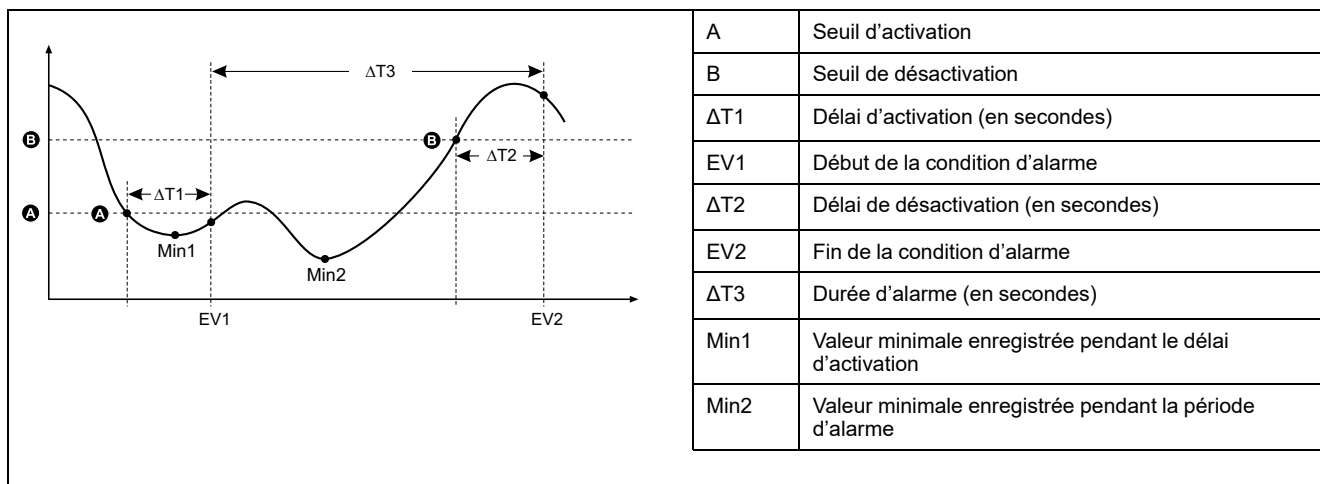 ΔT3
B
B
ΔT2
ΔT1
A
A
Min1
Min2
EV1
EV2
A Seuil d’activation
B Seuil de désactivation
ΔT1 Délai d’activation (en secondes)
EV1 Début de la condition d’alarme
ΔT2 Délai de désactivation (en secondes)
EV2 Fin de la condition d’alarme
ΔT3 Durée d’alarme (en secondes)
Min1 Valeur minimale enregistrée pendant le délai
d’activation
Min2 Valeur minimale enregistrée pendant la période
d’alarme